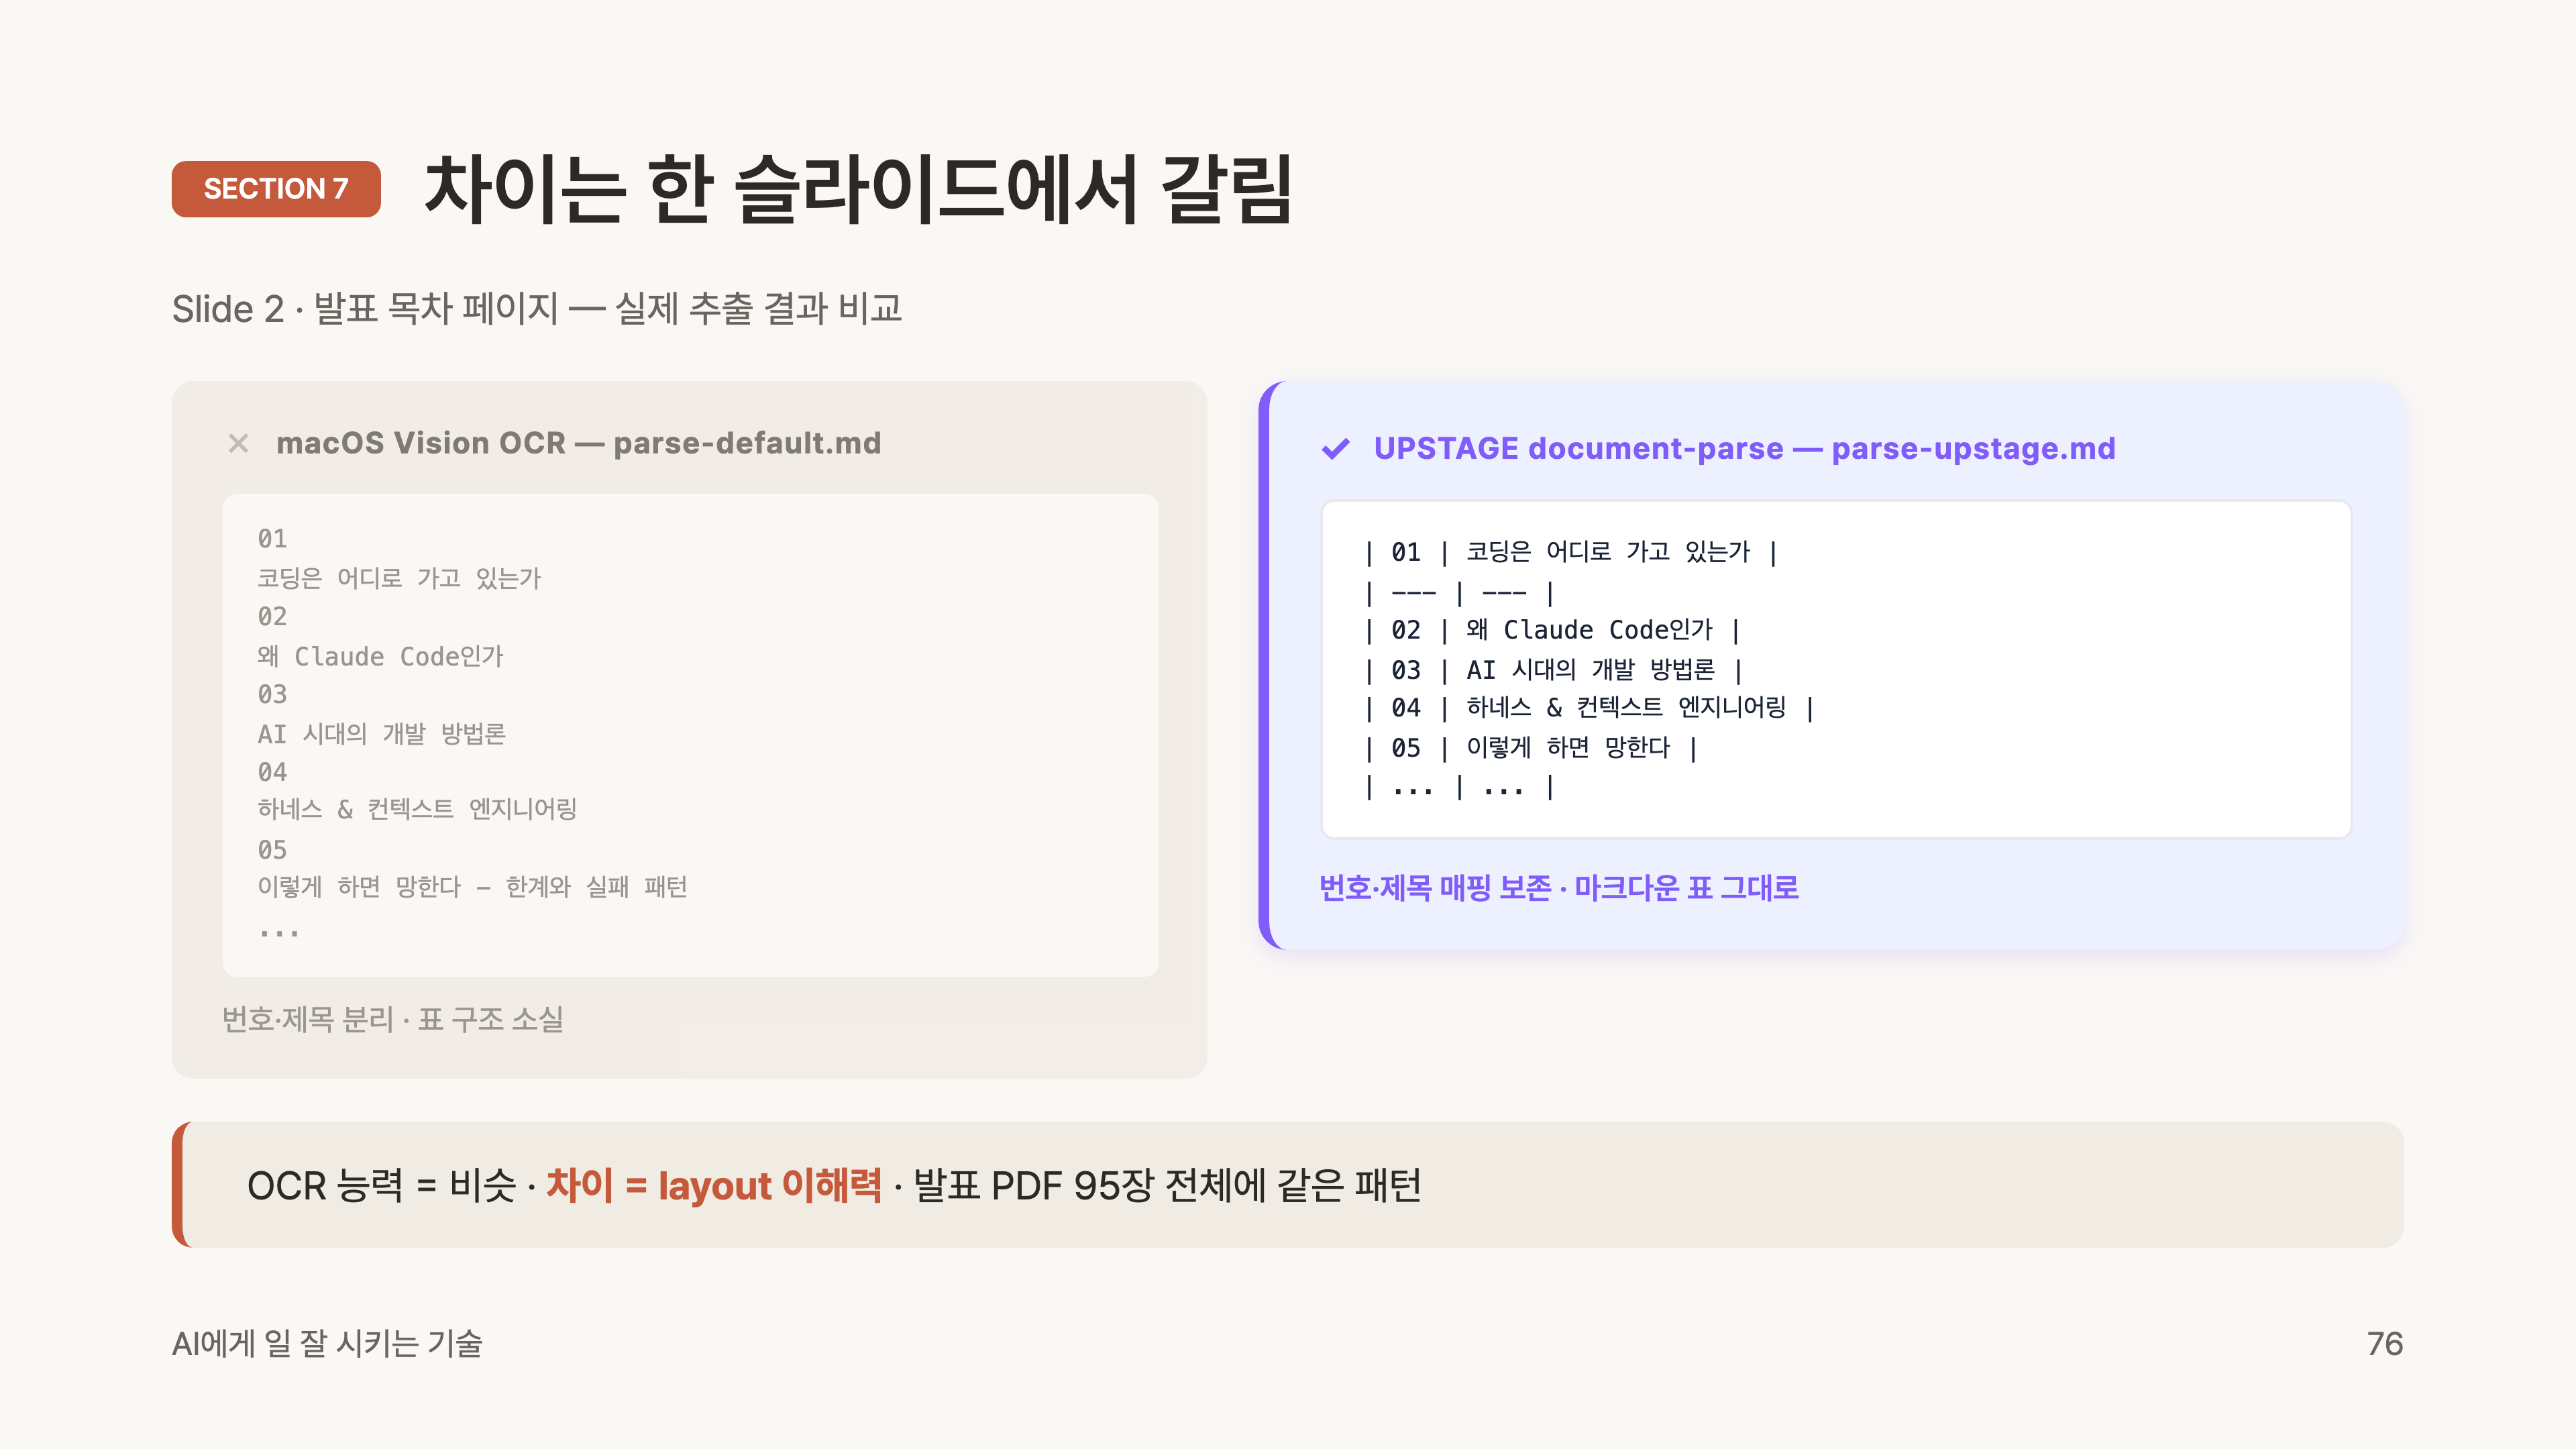 SECTION 7
차이는 한 슬라이드에서 갈림
Slide 2 · 발표 목차 페이지 — 실제 추출 결과 비교
✕ macOS Vision OCR — parse-default.md
01
코딩은 어디로 가고 있는가
02
왜 Claude Code인가
03
AI 시대의 개발 방법론
04
하네스 & 컨텍스트 엔지니어링
05
이렇게 하면 망한다 — 한계와 실패 패턴
...
번호·제목 분리 · 표 구조 소실
✓ UPSTAGE document-parse — parse-upstage.md
| 01 | 코딩은 어디로 가고 있는가 |
| --- | --- |
| 02 | 왜 Claude Code인가 |
| 03 | AI 시대의 개발 방법론 |
| 04 | 하네스 & 컨텍스트 엔지니어링 |
| 05 | 이렇게 하면 망한다 |
| ... | ... |
번호·제목 매핑 보존 · 마크다운 표 그대로
OCR 능력 = 비슷 · 차이 = layout 이해력 · 발표 PDF 95장 전체에 같은 패턴
AI에게 일 잘 시키는 기술
76